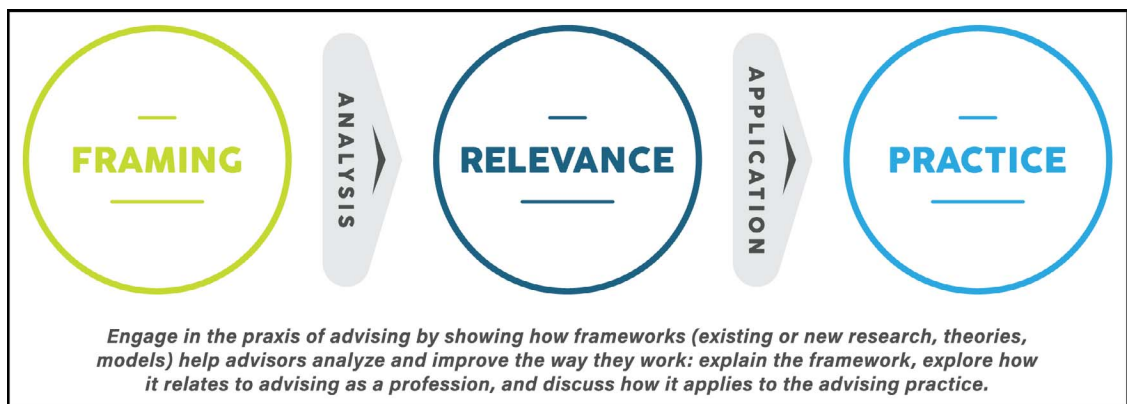 FRAMING
ANALYSIS
RELEVANCE
APPLICATION
PRACTICE
Engage in the praxis of advising by showing how frameworks (existing or new research, theories,
models) help advisors analyze and improve the way they work: explain the framework, explore how
it relates to advising as a profession, and discuss how it applies to the advising practice.